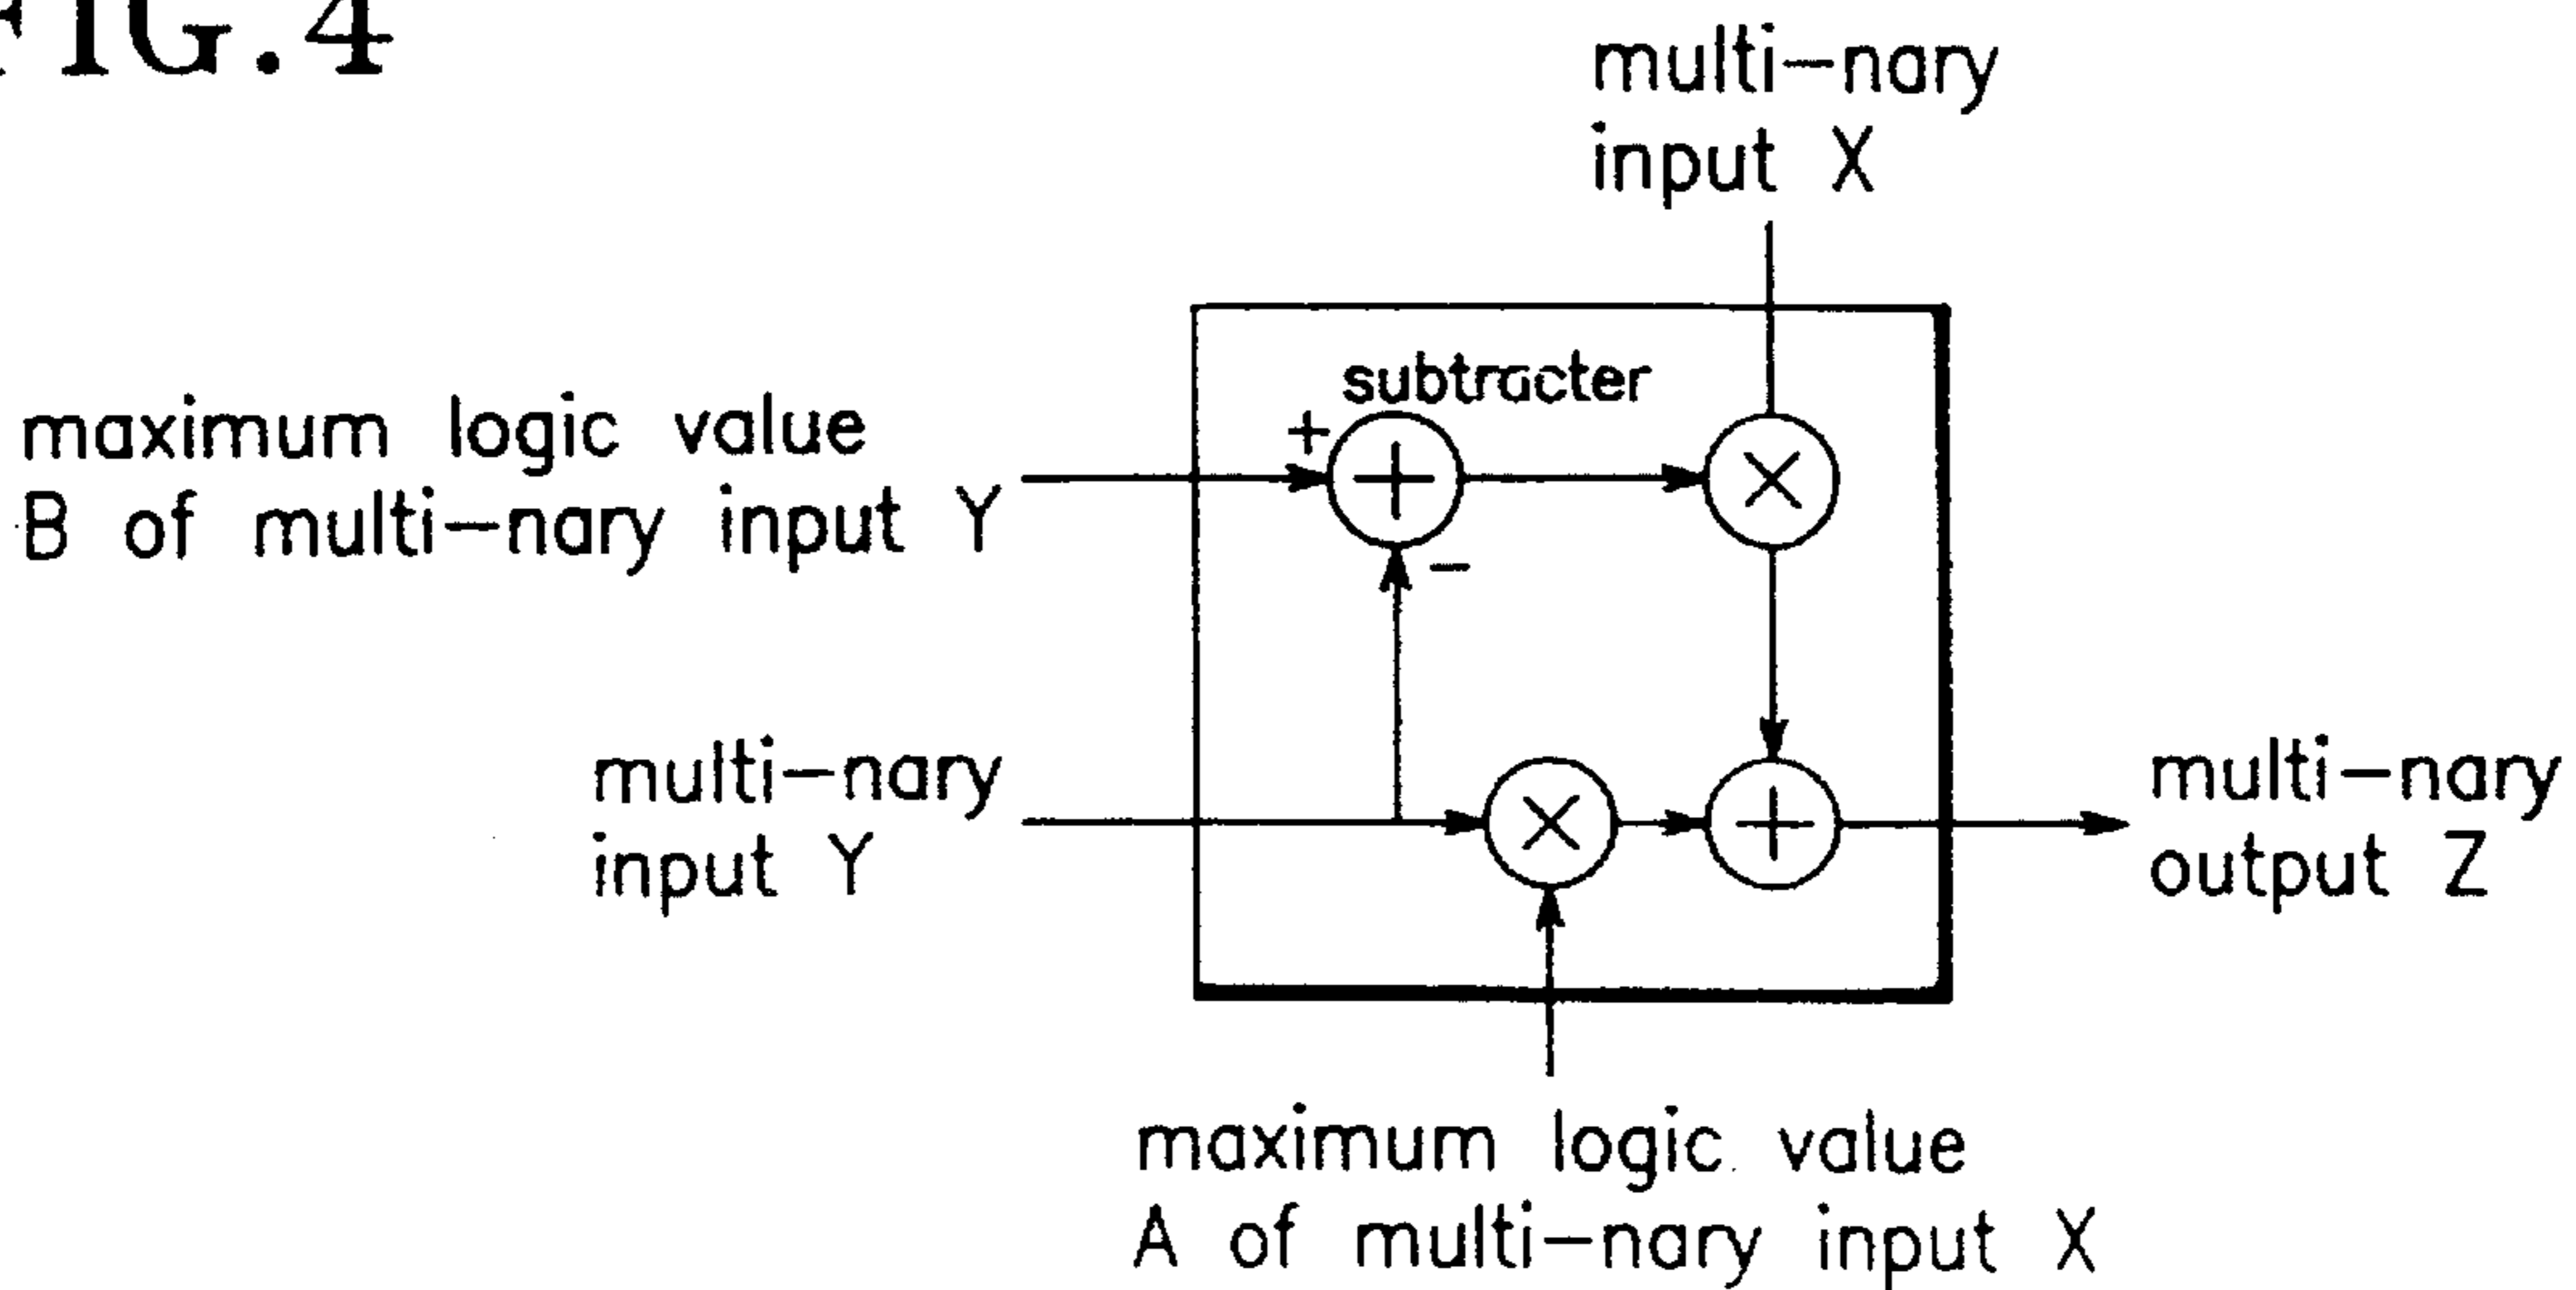 FIG.4
multi-nary
input X
subtracter
+
maximum logic value
B of multi-nary input Y
-
multi-nary
input Y
multi-nary
output Z
maximum logic value
A of multi-nary input X